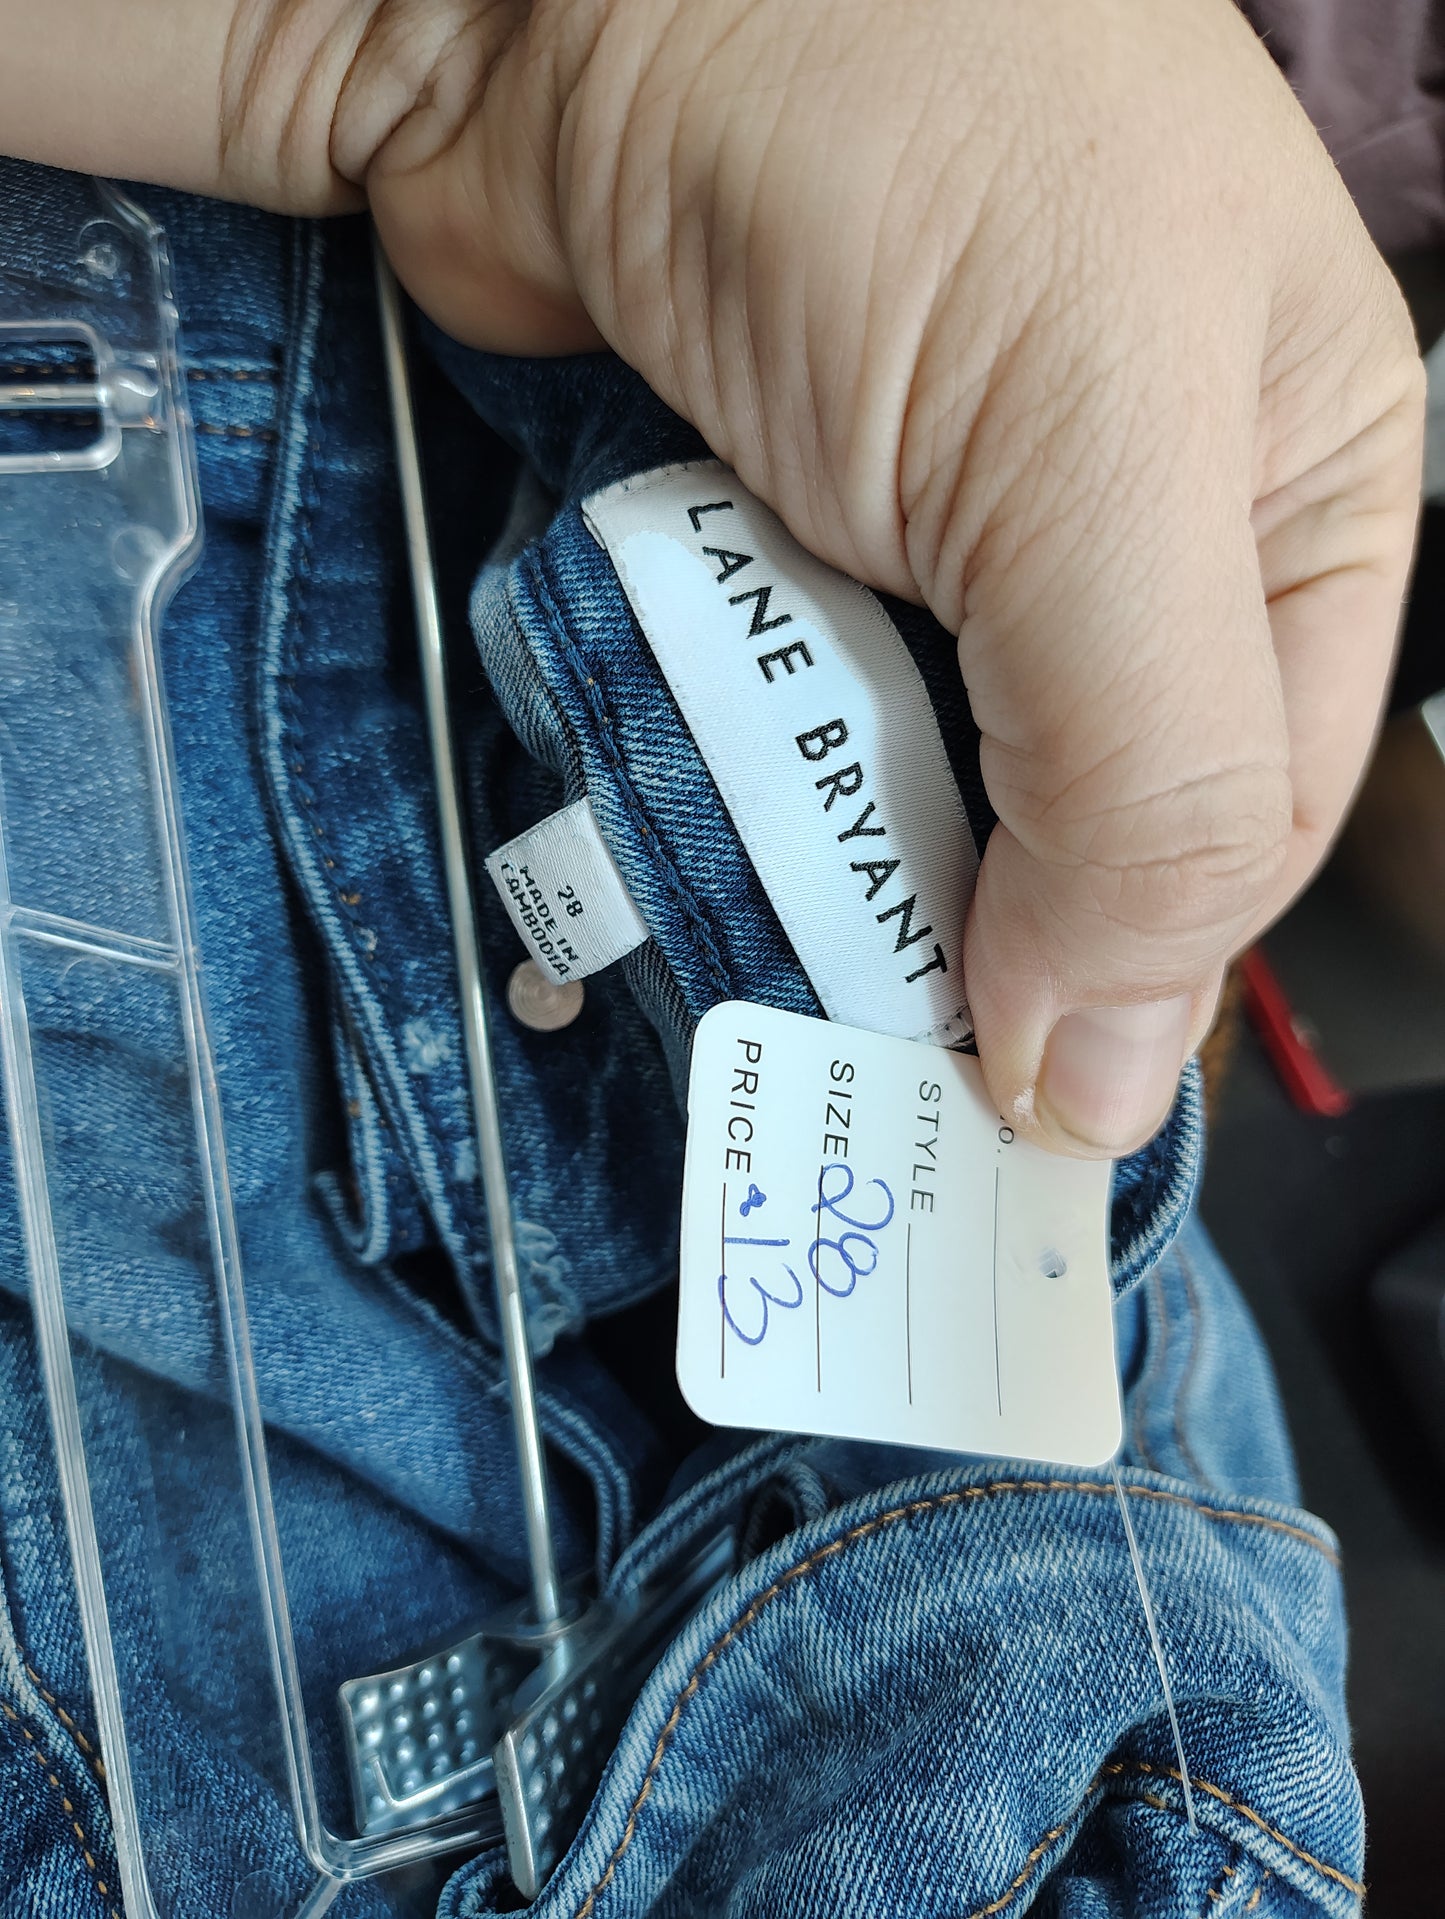 LANE BRYANT
28
MADE IN
CAMBODIA
o.
STYLE
SIZE 28
PRICE 13